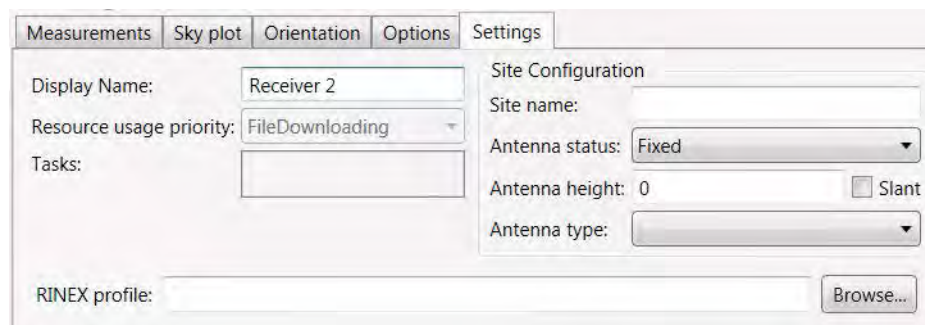 Measurements Sky plot Orientation Options Settings
Display Name: Receiver 2
Resource usage priority: FileDownloading
Tasks:
Site Configuration
Site name:
Antenna status: Fixed
Antenna height: 0 Slant
Antenna type:
RINEX profile: Browse...